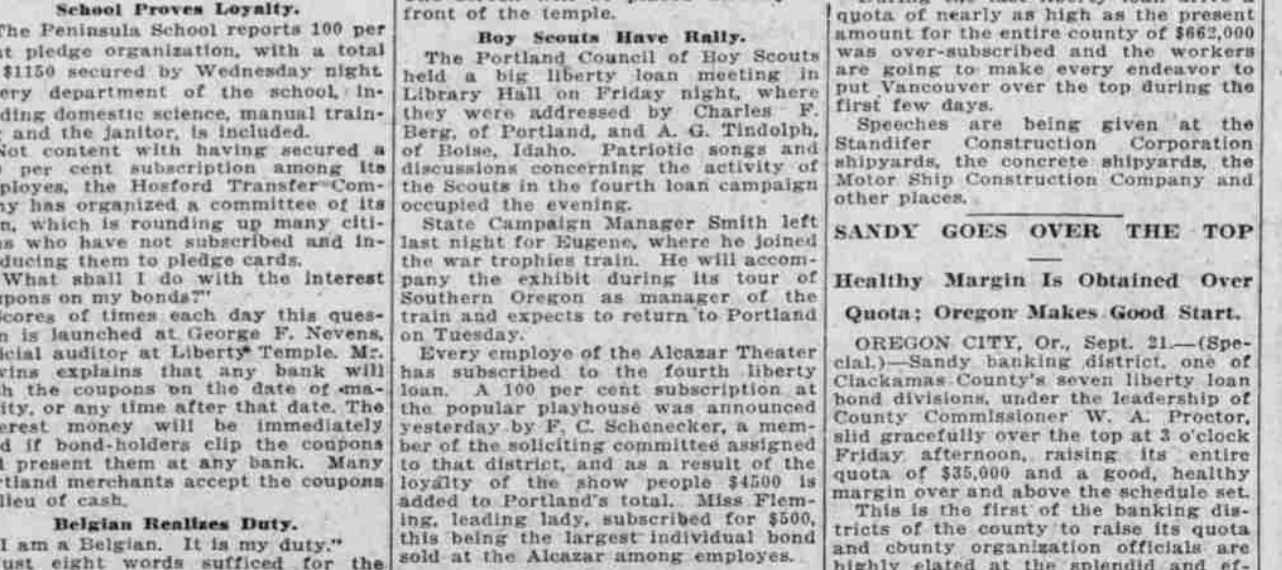 School Proves Loyalty.
The Peninsula School reports 100 per
pledge organization, with a total
$1150 secured by Wednesday night
department of the school, in-
ding domestic science, manual train-
and the janitor, is included.
Not content with having secured a
per cent subscription among its
ployes, the Hosford Transfer Com-
ny has organized a committee of its
n, which is rounding up many citi-
s who have not subscribed and in-
ducing them to pledge cards.
What shall I do with the interest
pons on my bonds?"
Scores of times each day this ques-
n is launched at George F. Nevens,
icial auditor at Liberty Temple. Mr.
vins explains that any bank will
h the coupons on the date of ma-
ity, or any time after that date. The
erest money will be immediately
d if bond-holders clip the coupons
present them at any bank. Many
rtland merchants accept the coupons
lieu of cash.
Belgian Realizes Duty.
I am a Belgian. It is my duty."
ust eight words sufficed for the
front of the temple.
Boy Scouts Have Rally.
The Portland Council of Boy Scouts
held a big liberty loan meeting in
Library Hall on Friday night, where
they were addressed by Charles F.
Berg, of Portland, and A. G. Tindolph,
of Boise, Idaho. Patriotic songs and
discussions concerning the activity of
the Scouts in the fourth loan campaign
occupied the evening.
State Campaign Manager Smith left
last night for Eugene, where he joined
the war trophies train. He will accom-
pany the exhibit during its tour of
Southern Oregon as manager of the
train and expects to return to Portland
on Tuesday.
Every employe of the Alcazar Theater
has subscribed to the fourth liberty
loan. A 100 per cent subscription at
the popular playhouse was announced
yesterday by F. C. Schenecker, a mem-
ber of the soliciting committee assigned
to that district, and as a result of the
loyalty of the show people $4500 is
added to Portland's total. Miss Flem-
ing, leading lady, subscribed for $500,
this being the largest individual bond
sold at the Alcazar among employes.
During the last liberty loan drive a
quota of nearly as high as the present
amount for the entire county of $662,000
was over-subscribed and the workers
are going to make every endeavor to
put Vancouver over the top during the
first few days.
Speeches are being given at the
Standifer Construction Corporation
shipyards, the concrete shipyards, the
Motor Ship Construction Company and
other places.
SANDY GOES OVER THE TOP
Healthy Margin Is Obtained Over
Quota; Oregon Makes Good Start.
OREGON CITY, Or., Sept. 21.—(Spe-
cial.)—Sandy banking district, one of
Clackamas County's seven liberty loan
bond divisions, under the leadership of
County Commissioner W. A. Proctor,
slid gracefully over the top at 3 o'clock
Friday afternoon, raising its entire
quota of $35,000 and a good, healthy
margin over and above the schedule set.
This is the first of the banking dis-
tricts of the county to raise its quota
and county organization officials are
highly elated at the splendid and ef-